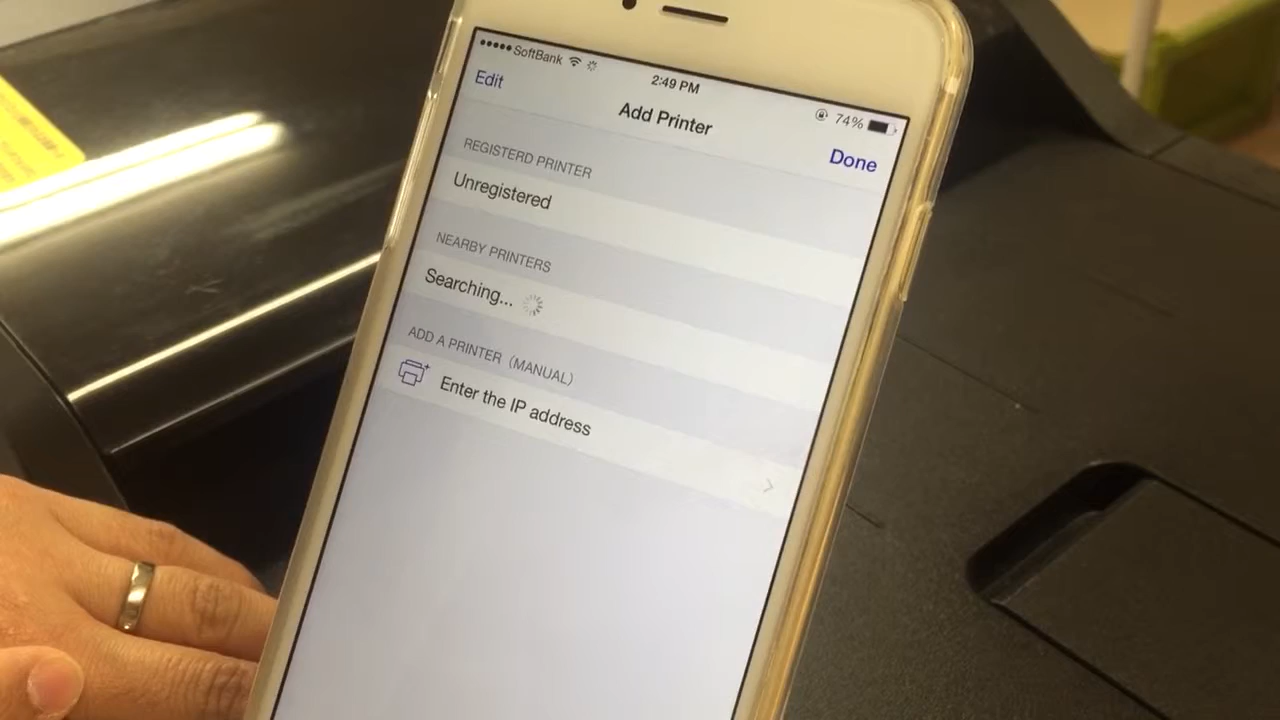 ●●●●● SoftBank 2:49 PM 74%
Edit Add Printer Done
REGISTERD PRINTER
Unregistered
NEARBY PRINTERS
Searching...
ADD A PRINTER（MANUAL）
Enter the IP address